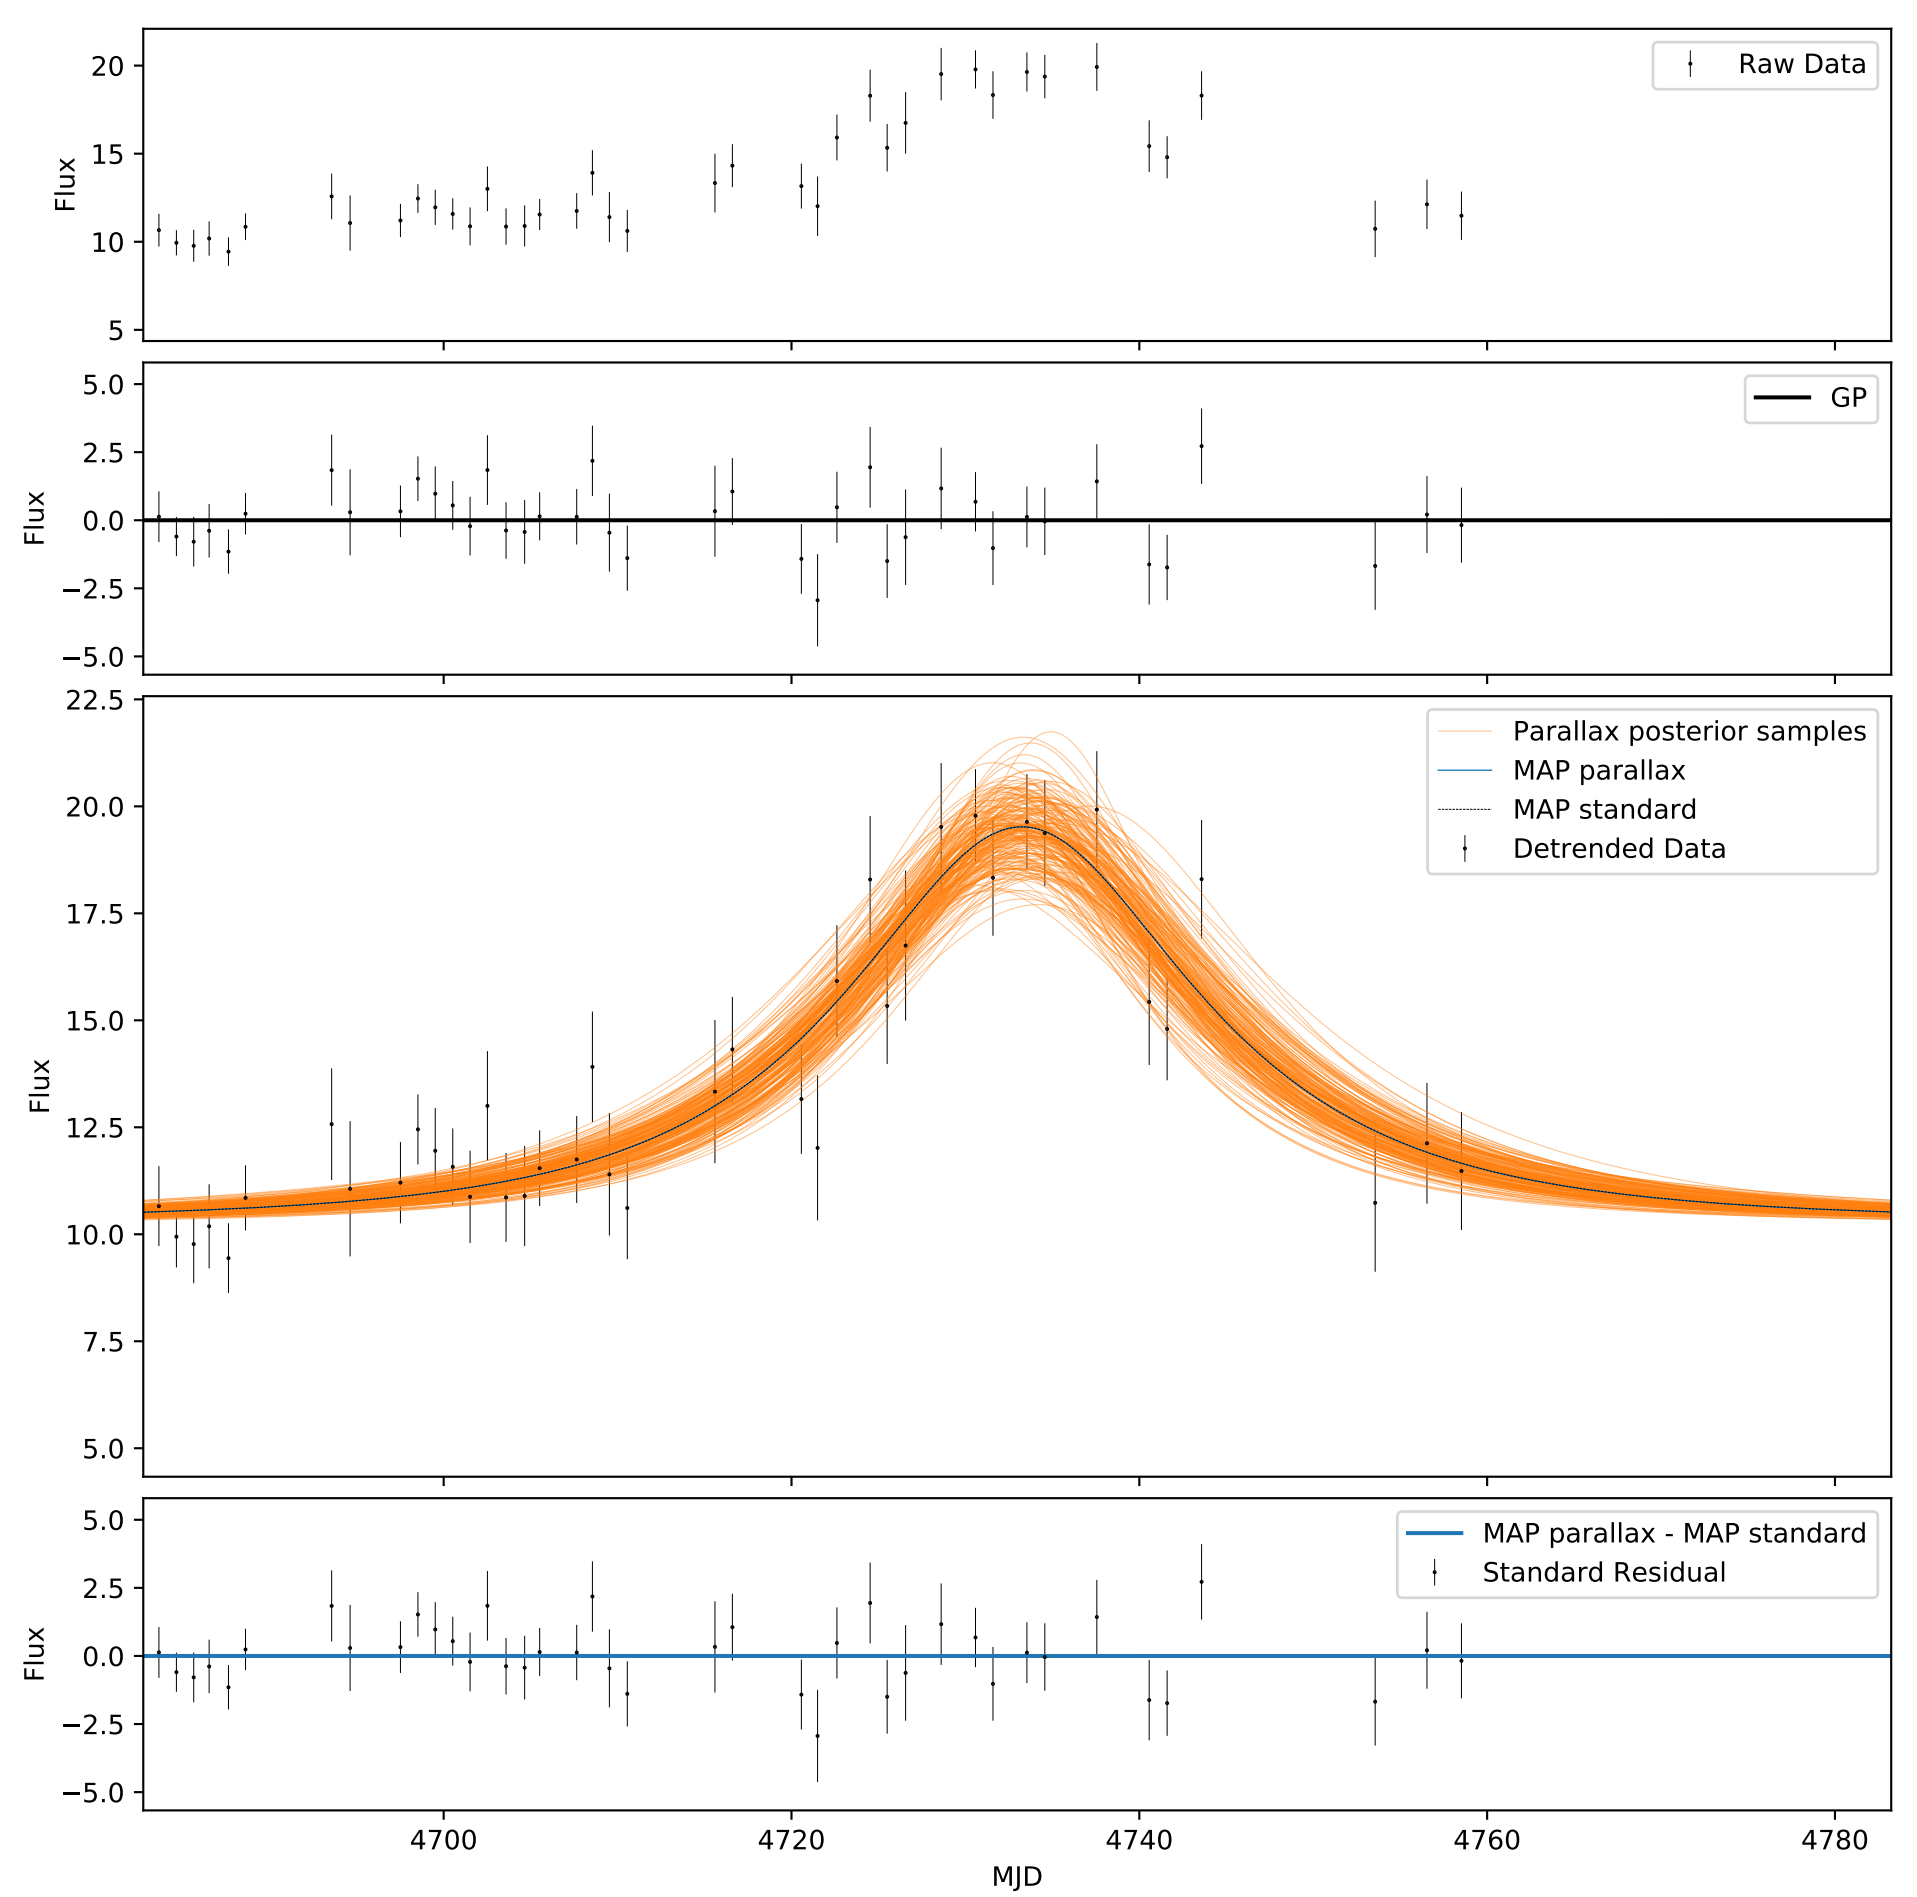 20
15
10
5
Flux
Raw Data
5.0
2.5
0.0
−2.5
−5.0
Flux
GP
22.5
20.0
17.5
15.0
12.5
10.0
7.5
5.0
Flux
Parallax posterior samples
MAP parallax
MAP standard
Detrended Data
5.0
2.5
0.0
−2.5
−5.0
Flux
MAP parallax - MAP standard
Standard Residual
4700 4720 4740 4760 4780
MJD